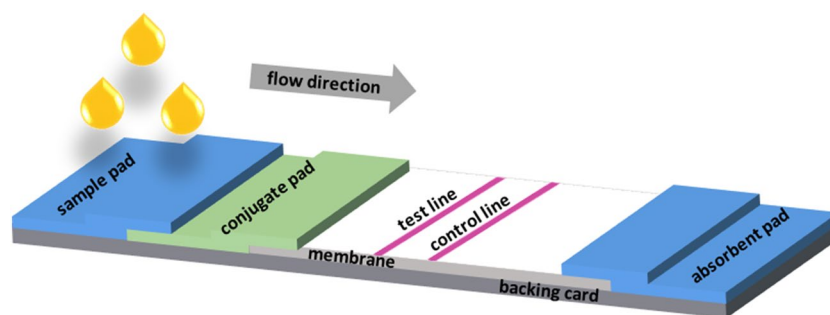 flow direction
sample pad
conjugate pad
test line
control line
membrane
backing card
absorbent pad